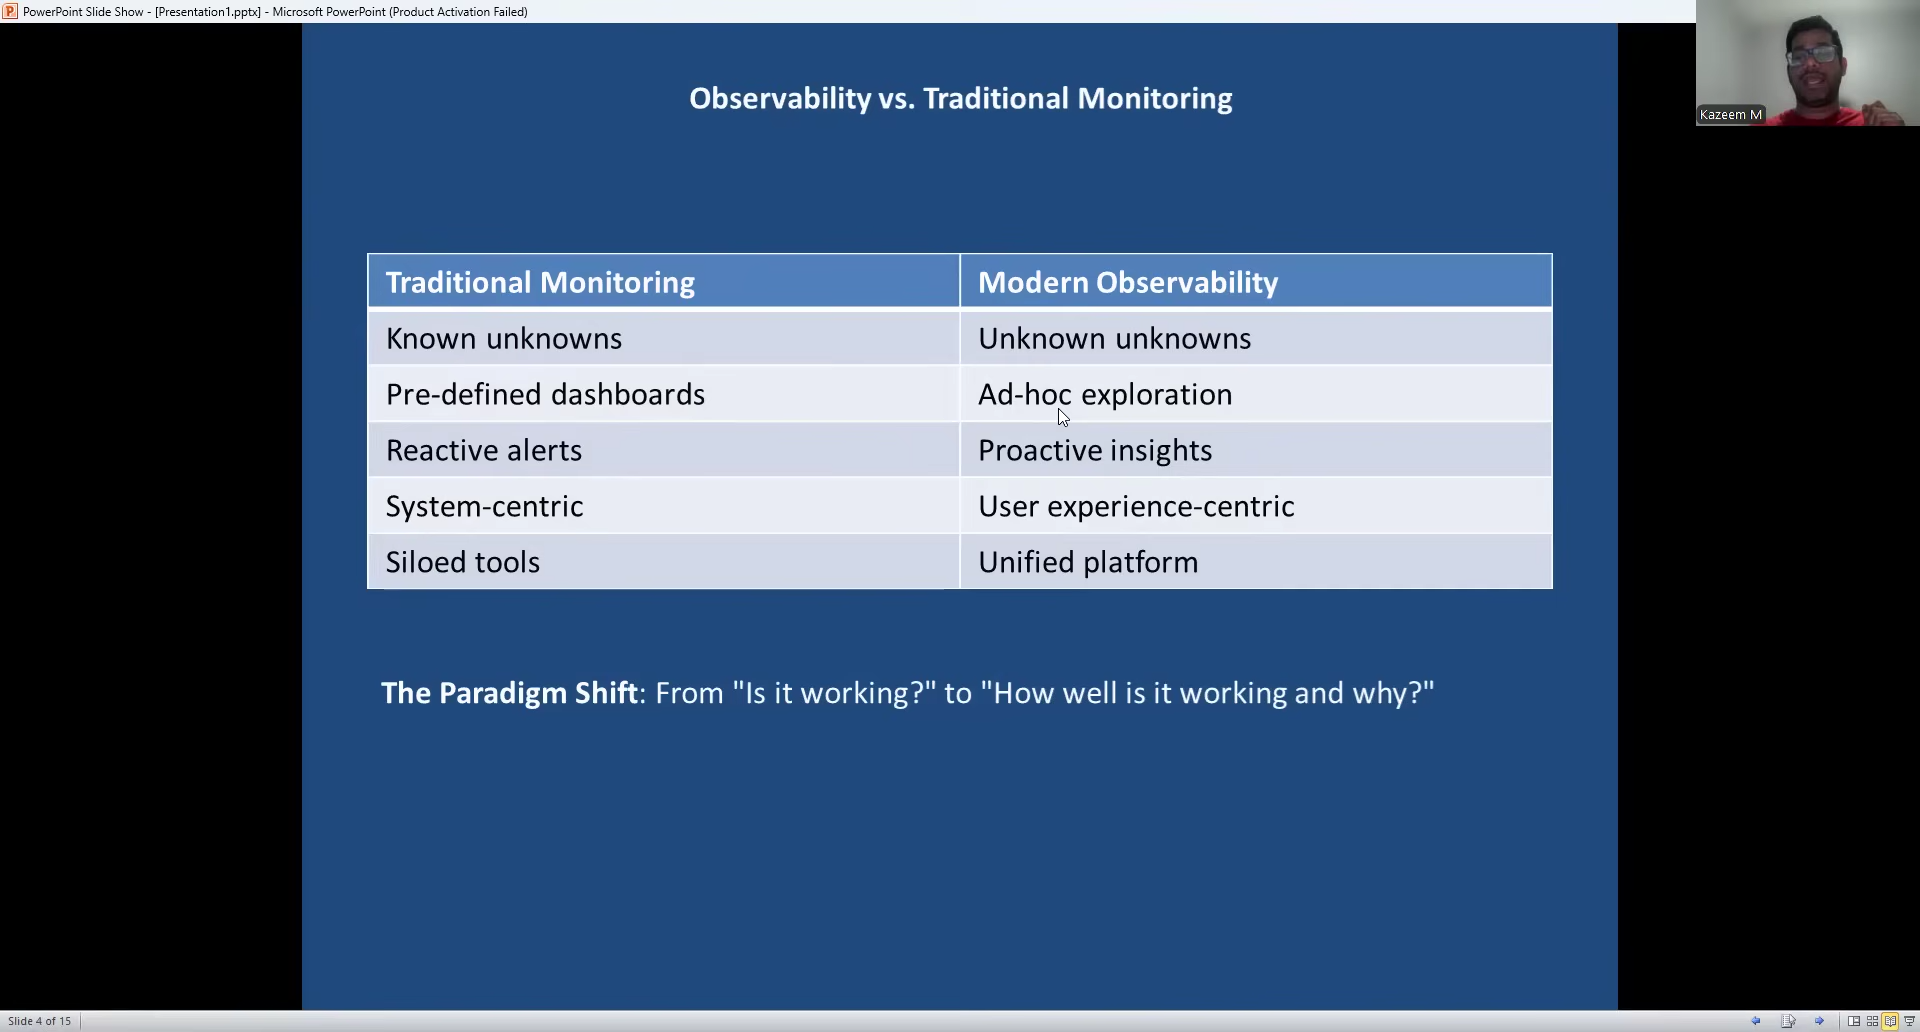 PowerPoint Slide Show - [Presentation1.pptx] - Microsoft PowerPoint (Product Activation Failed)
Kazeem M
Observability vs. Traditional Monitoring
Traditional Monitoring Modern Observability
Known unknowns Unknown unknowns
Pre-defined dashboards Ad-hoc exploration
Reactive alerts Proactive insights
System-centric User experience-centric
Siloed tools Unified platform
The Paradigm Shift: From "Is it working?" to "How well is it working and why?"
Slide 4 of 15